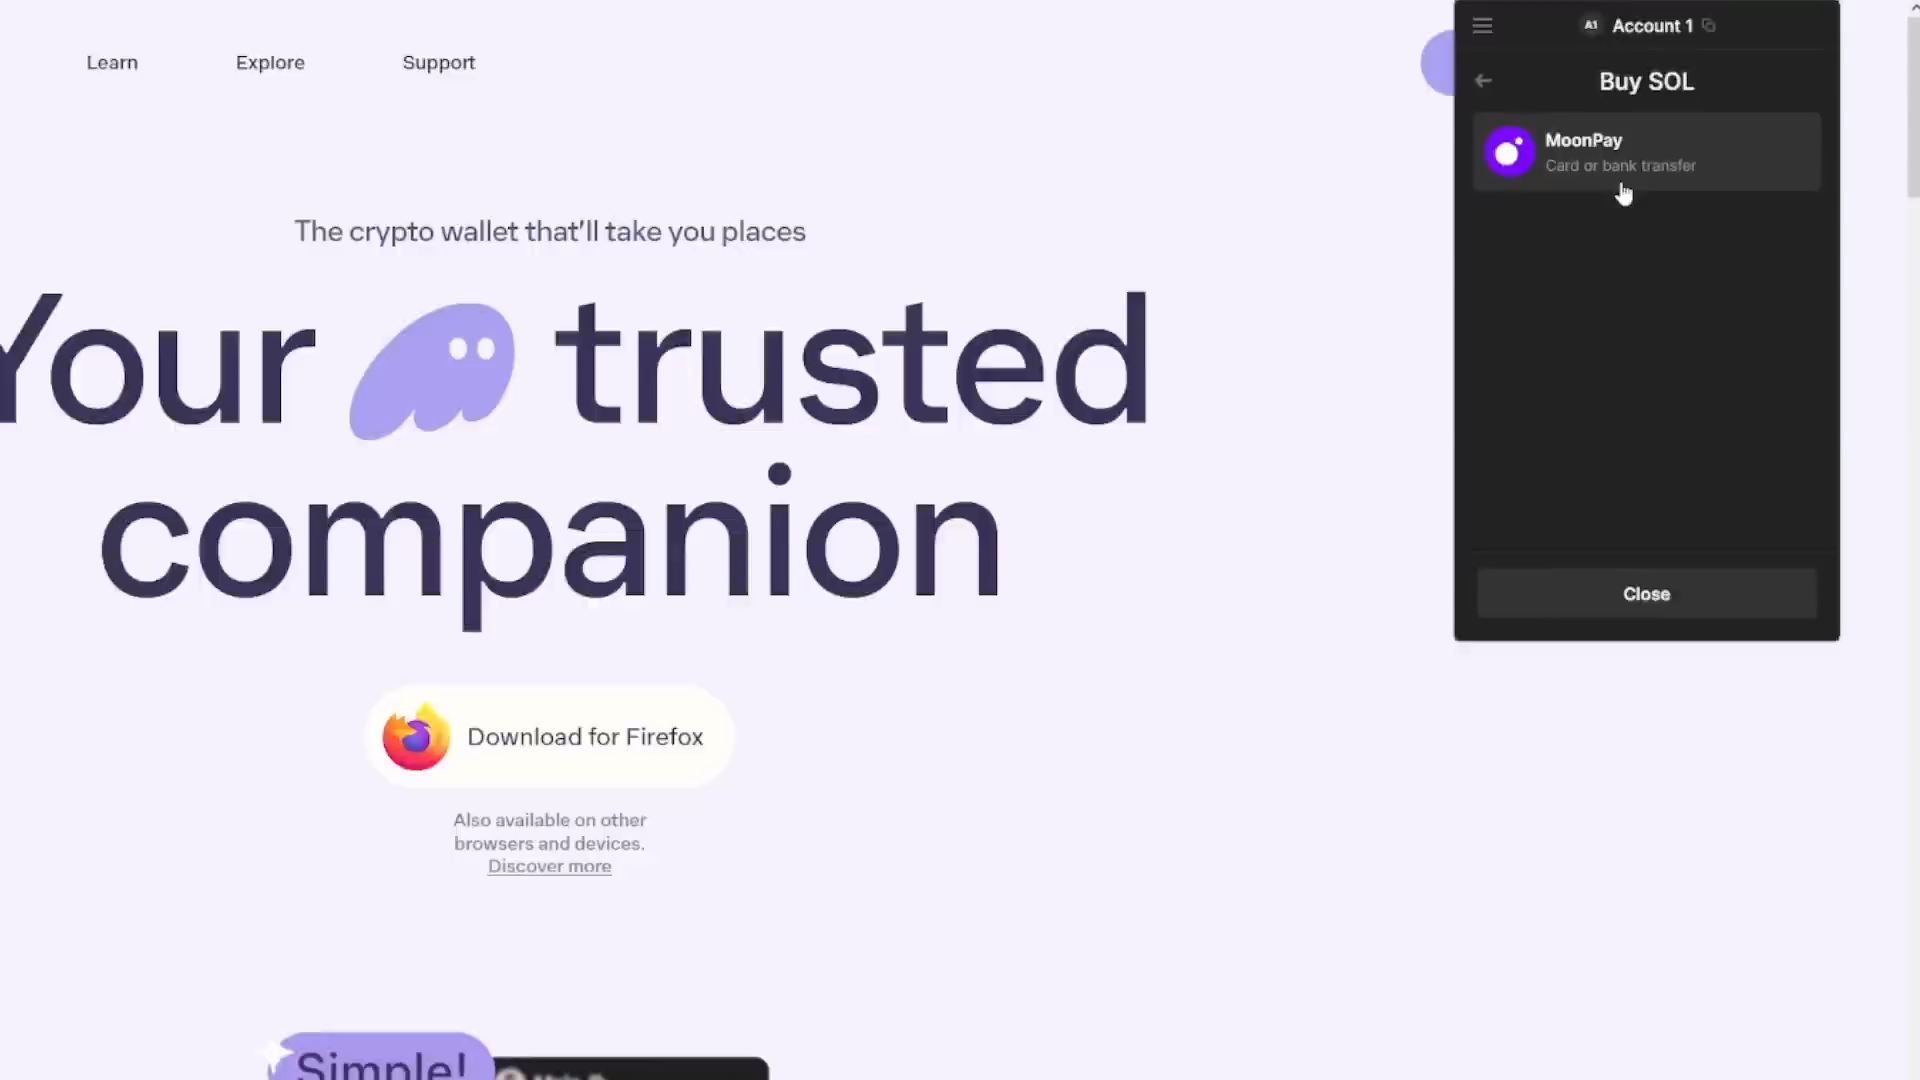 Learn Explore Support
The crypto wallet that'll take you places
Your trusted
companion
Download for Firefox
Also available on other
browsers and devices.
Discover more
Simple!
A1 Account 1
Buy SOL
MoonPay
Card or bank transfer
Close